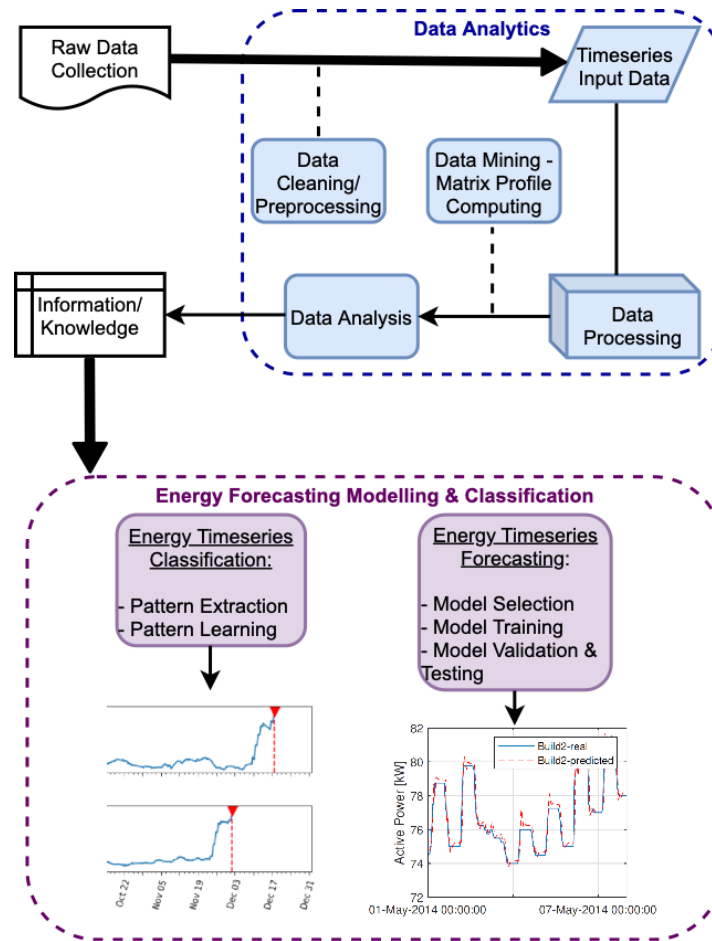 Data Analytics
Raw Data
Collection
Timeseries
Input Data
Data
Cleaning/
Preprocessing
Data Mining -
Matrix Profile
Computing
Information/
Knowledge
Data Analysis
Data
Processing
Energy Forecasting Modelling & Classification
Energy Timeseries
Classification:
- Pattern Extraction
- Pattern Learning
Energy Timeseries
Forecasting:
- Model Selection
- Model Training
- Model Validation &
Testing
Oct 22
Nov 05
Nov 19
Dec 03
Dec 17
Dec 31
Build2-real
Build2-predicted
Active Power [kW]
82
80
78
76
74
72
01-May-2014 00:00:00
07-May-2014 00:00:00